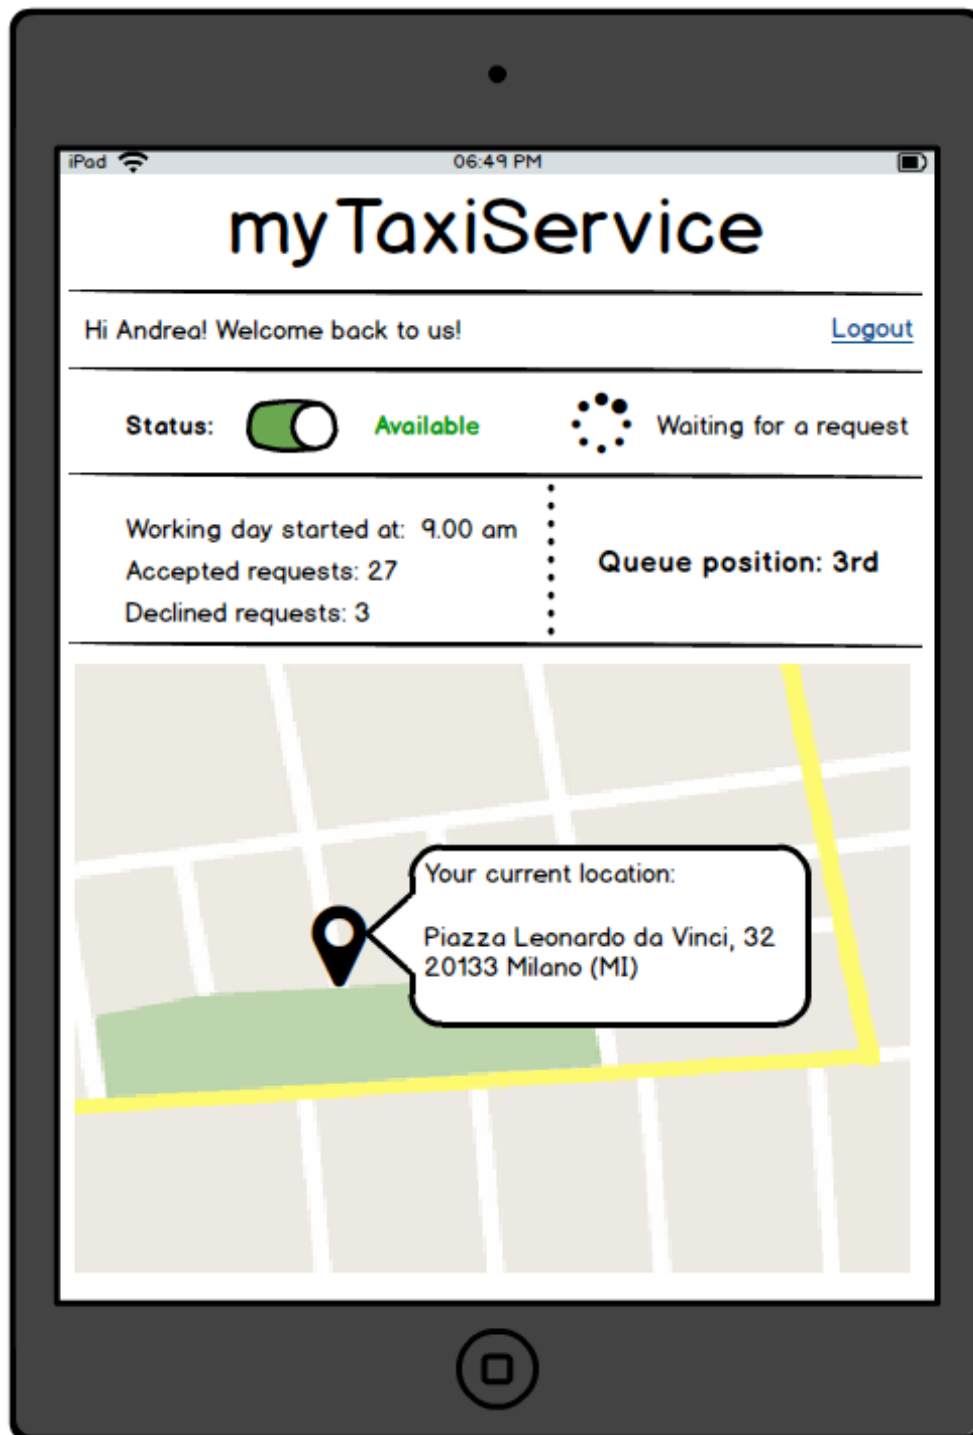 iPad 06:49 PM
myTaxiService
Hi Andrea! Welcome back to us! Logout
Status: Available Waiting for a request
Working day started at: 9.00 am
Accepted requests: 27
Declined requests: 3
Queue position: 3rd
Your current location:
Piazza Leonardo da Vinci, 32
20133 Milano (MI)